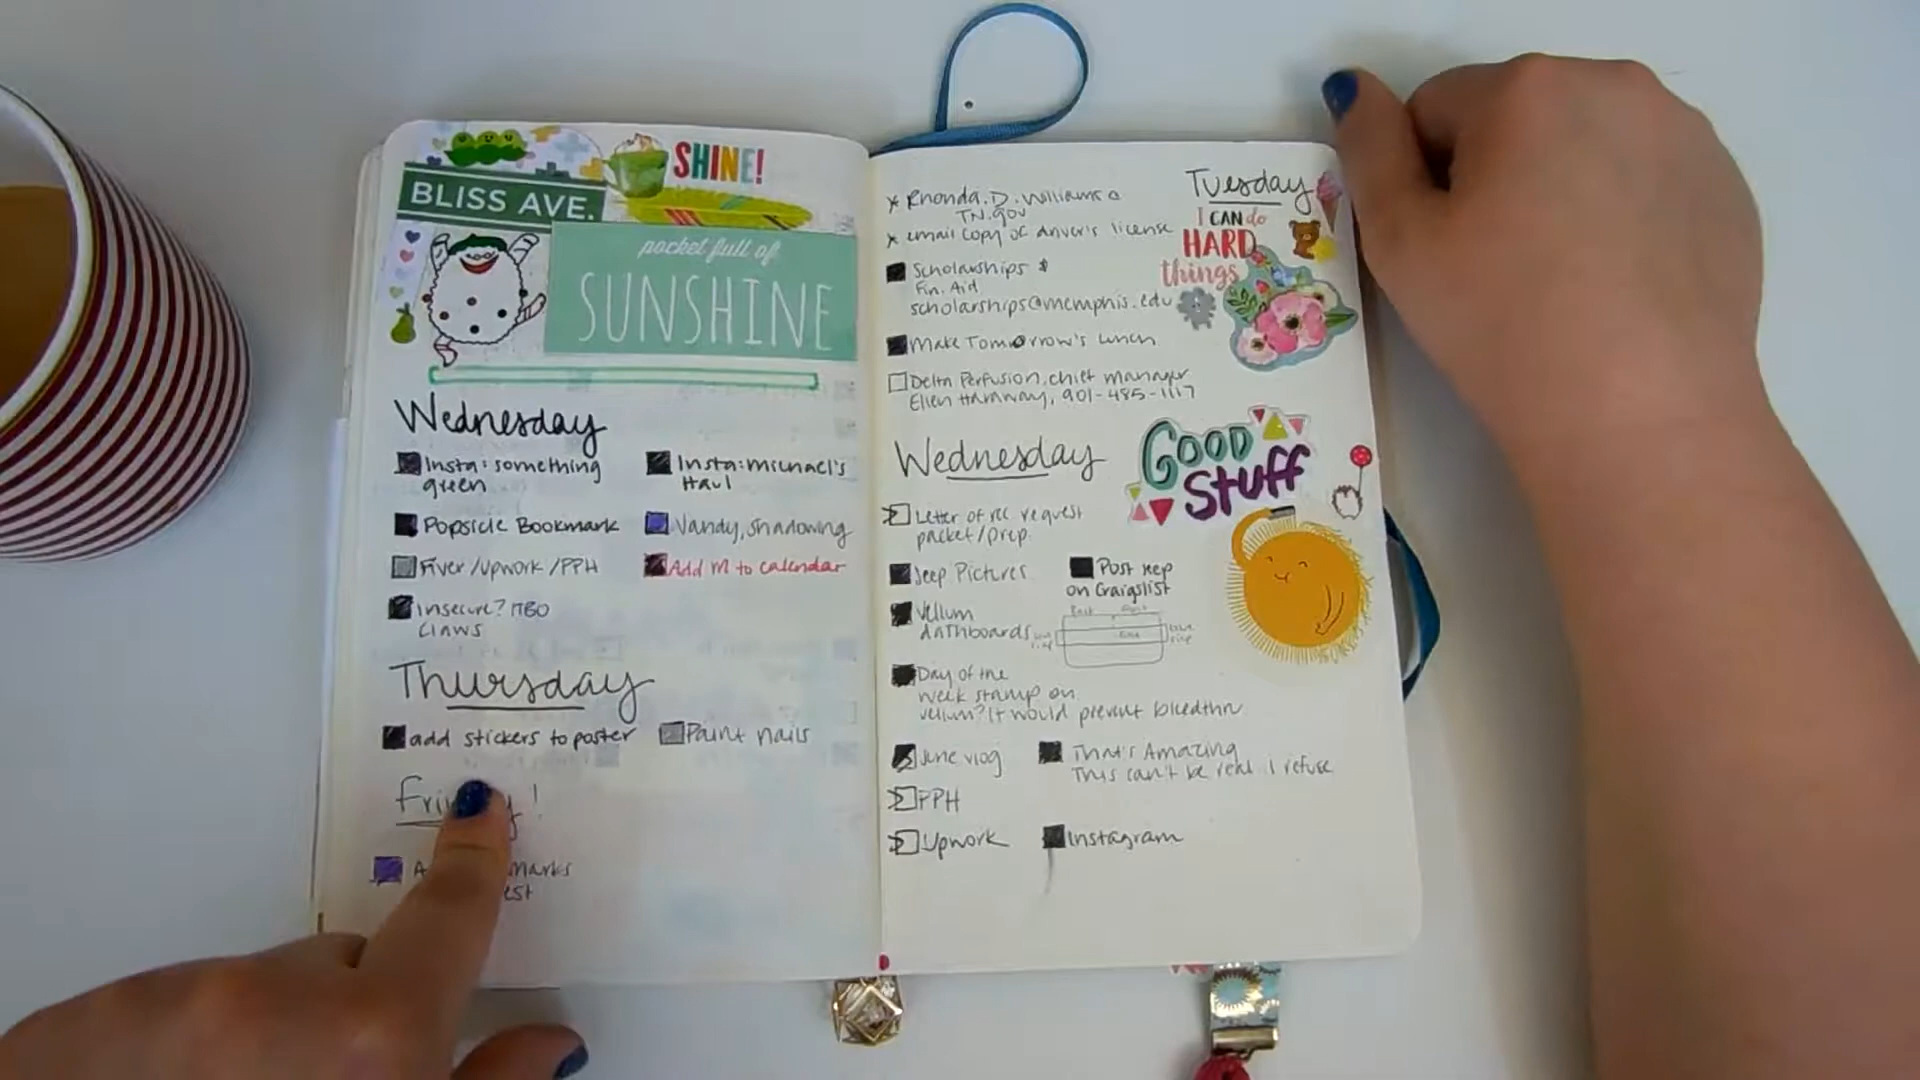 SHINE!
BLISS AVE.
pocket full of
SUNSHINE
Wednesday
Insta: something
green
Insta: Michael's
Haul
Popsicle Bookmark
Vandy, shadowing
Fiver/Upwork/PPH
Add M to calendar
insecure? HBO
Claws
Thursday
add stickers to poster
Paint nails
marks
est
Tuesday
I CAN do
HARD
things
Rhonda.D.Williams@
TN.gov
email copy of driver's license
Scholarships &
Fin. Aid
scholarships@memphis.edu
Make Tomorrow's Lunch
Delta Perfusion, chief manager
Ellen 901-485-1117
Wednesday
GOOD
Stuff
Letter of rec request
packet/prep
Jeep Pictures
Post Jeep
on Craigslist
Vellum
dashboards
Day of the
week stamp on
vellum? It would prevent bleedthru
June vlog
That's Amazing
This can't be real I refuse
PPH
Upwork
Instagram